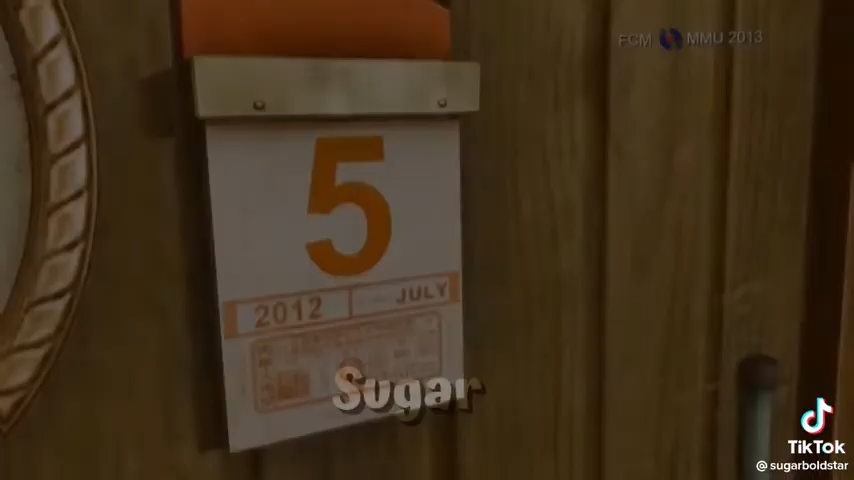 FCM MMU 2013
5
2012 JULY
Sugar
TikTok
@sugarboldstar